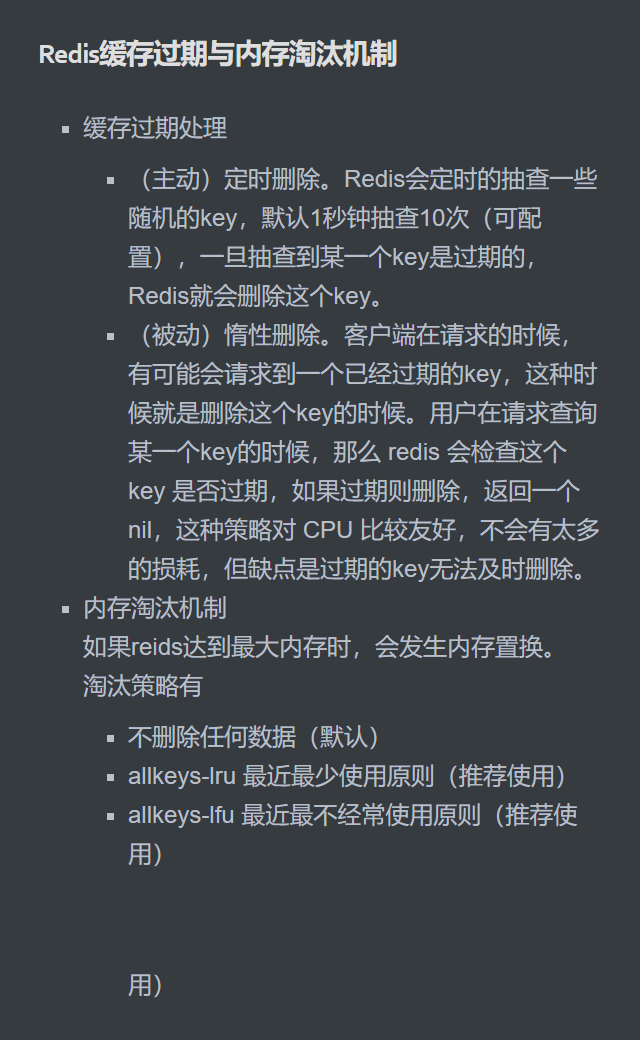 Redis缓存过期与内存淘汰机制
缓存过期处理
（主动）定时删除。Redis会定时的抽查一些
随机的key，默认1秒钟抽查10次（可配
置），一旦抽查到某一个key是过期的，
Redis就会删除这个key。
（被动）惰性删除。客户端在请求的时候，
有可能会请求到一个已经过期的key，这种时
候就是删除这个key的时候。用户在请求查询
某一个key的时候，那么 redis 会检查这个
key 是否过期，如果过期则删除，返回一个
nil，这种策略对 CPU 比较友好，不会有太多
的损耗，但缺点是过期的key无法及时删除。
内存淘汰机制
如果reids达到最大内存时，会发生内存置换。
淘汰策略有
不删除任何数据（默认）
allkeys-lru 最近最少使用原则（推荐使用）
allkeys-lfu 最近最不经常使用原则（推荐使
用）
用）